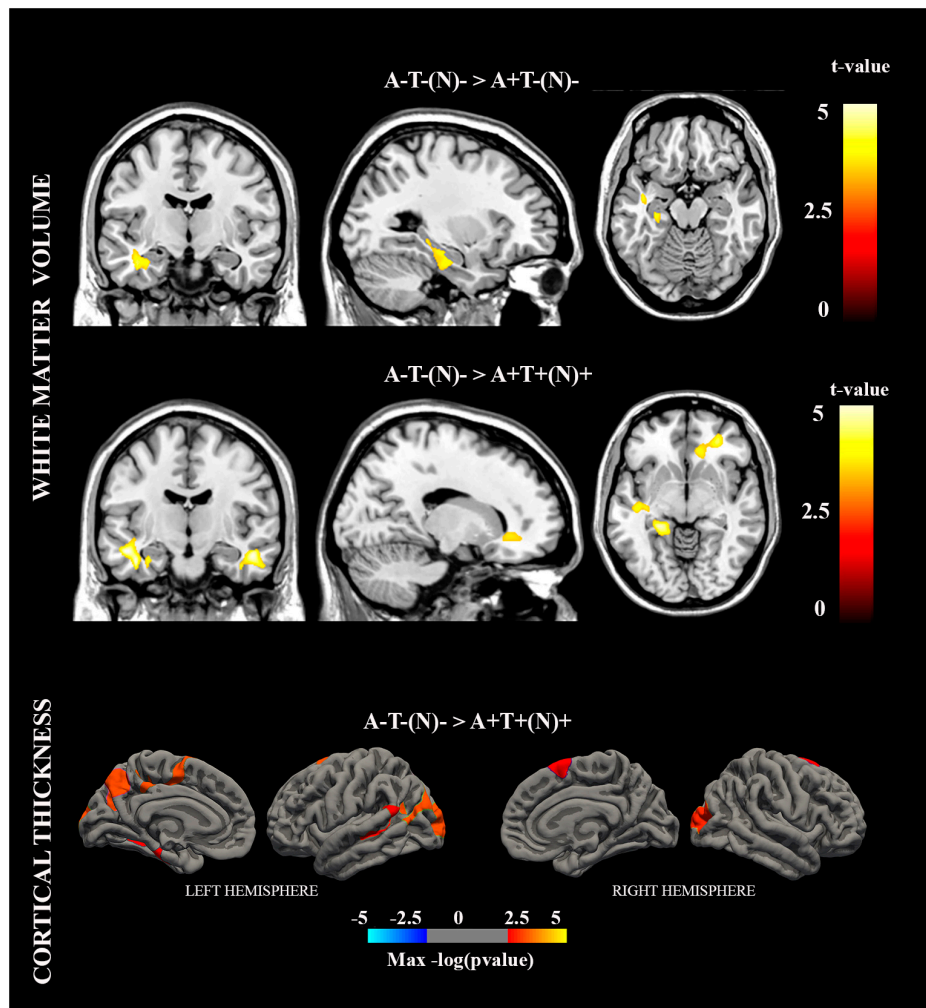 A-T-(N)- > A+T-(N)-
t-value
5
2.5
0
WHITE MATTER VOLUME
A-T-(N)- > A+T+(N)+
t-value
5
2.5
0
CORTICAL THICKNESS
A-T-(N)- > A+T+(N)+
LEFT HEMISPHERE
RIGHT HEMISPHERE
-5 -2.5 0 2.5 5
Max -log(pvalue)